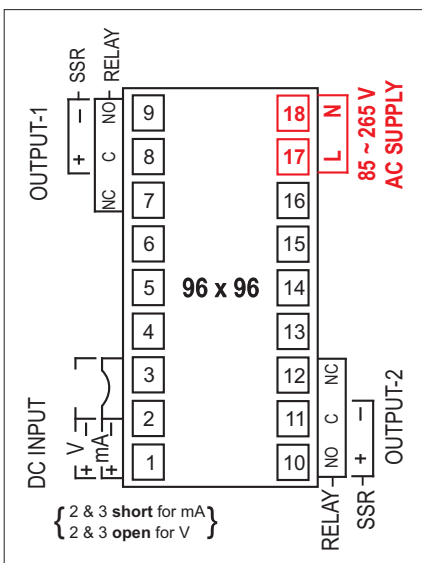 OUTPUT-1
SSR
+ −
RELAY
NC C NO
9
8
7
6
5
4
3
2
1
96 x 96
18
17
16
15
14
13
12
11
10
L N
85 ~ 265 V
AC SUPPLY
DC INPUT
+ V −
+ mA −
{ 2 & 3 short for mA }
2 & 3 open for V
RELAY
NO C NC
SSR
+ −
OUTPUT-2